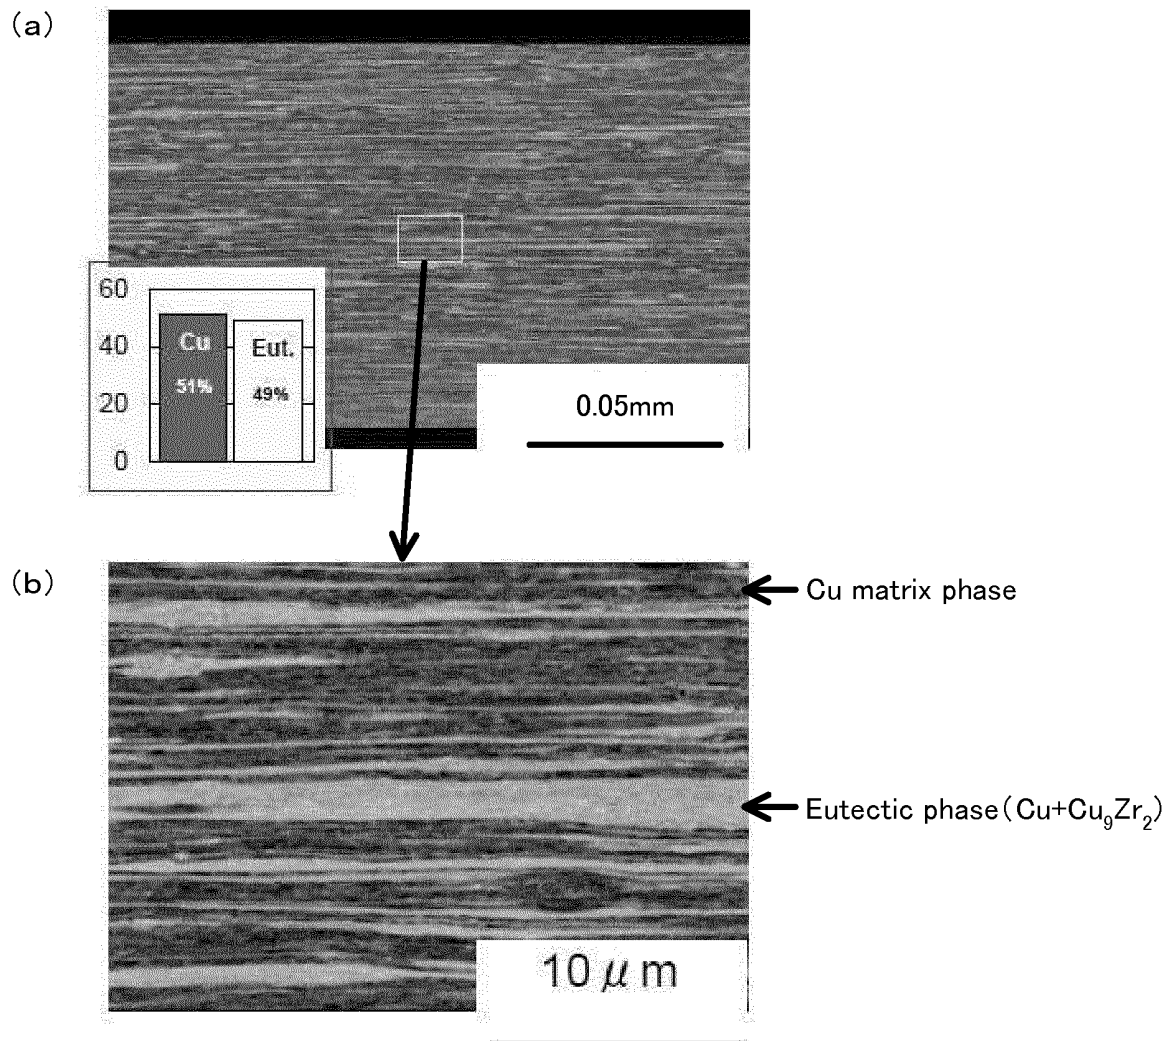 (a)
60
40
20
0
Cu
51%
Eut.
49%
0.05mm
(b)
Cu matrix phase
Eutectic phase(Cu+Cu₉Zr₂)
10 μm